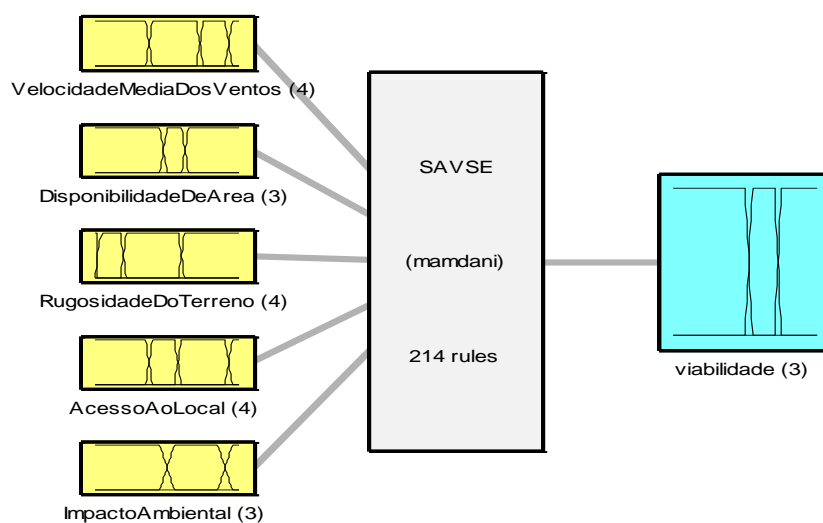 VelocidadeMediaDosVentos (4)
DisponibilidadeDeArea (3)
RugosidadeDoTerreno (4)
AcessoAoLocal (4)
ImpactoAmbiental (3)
SAVSE
(mamdani)
214 rules
viabilidade (3)